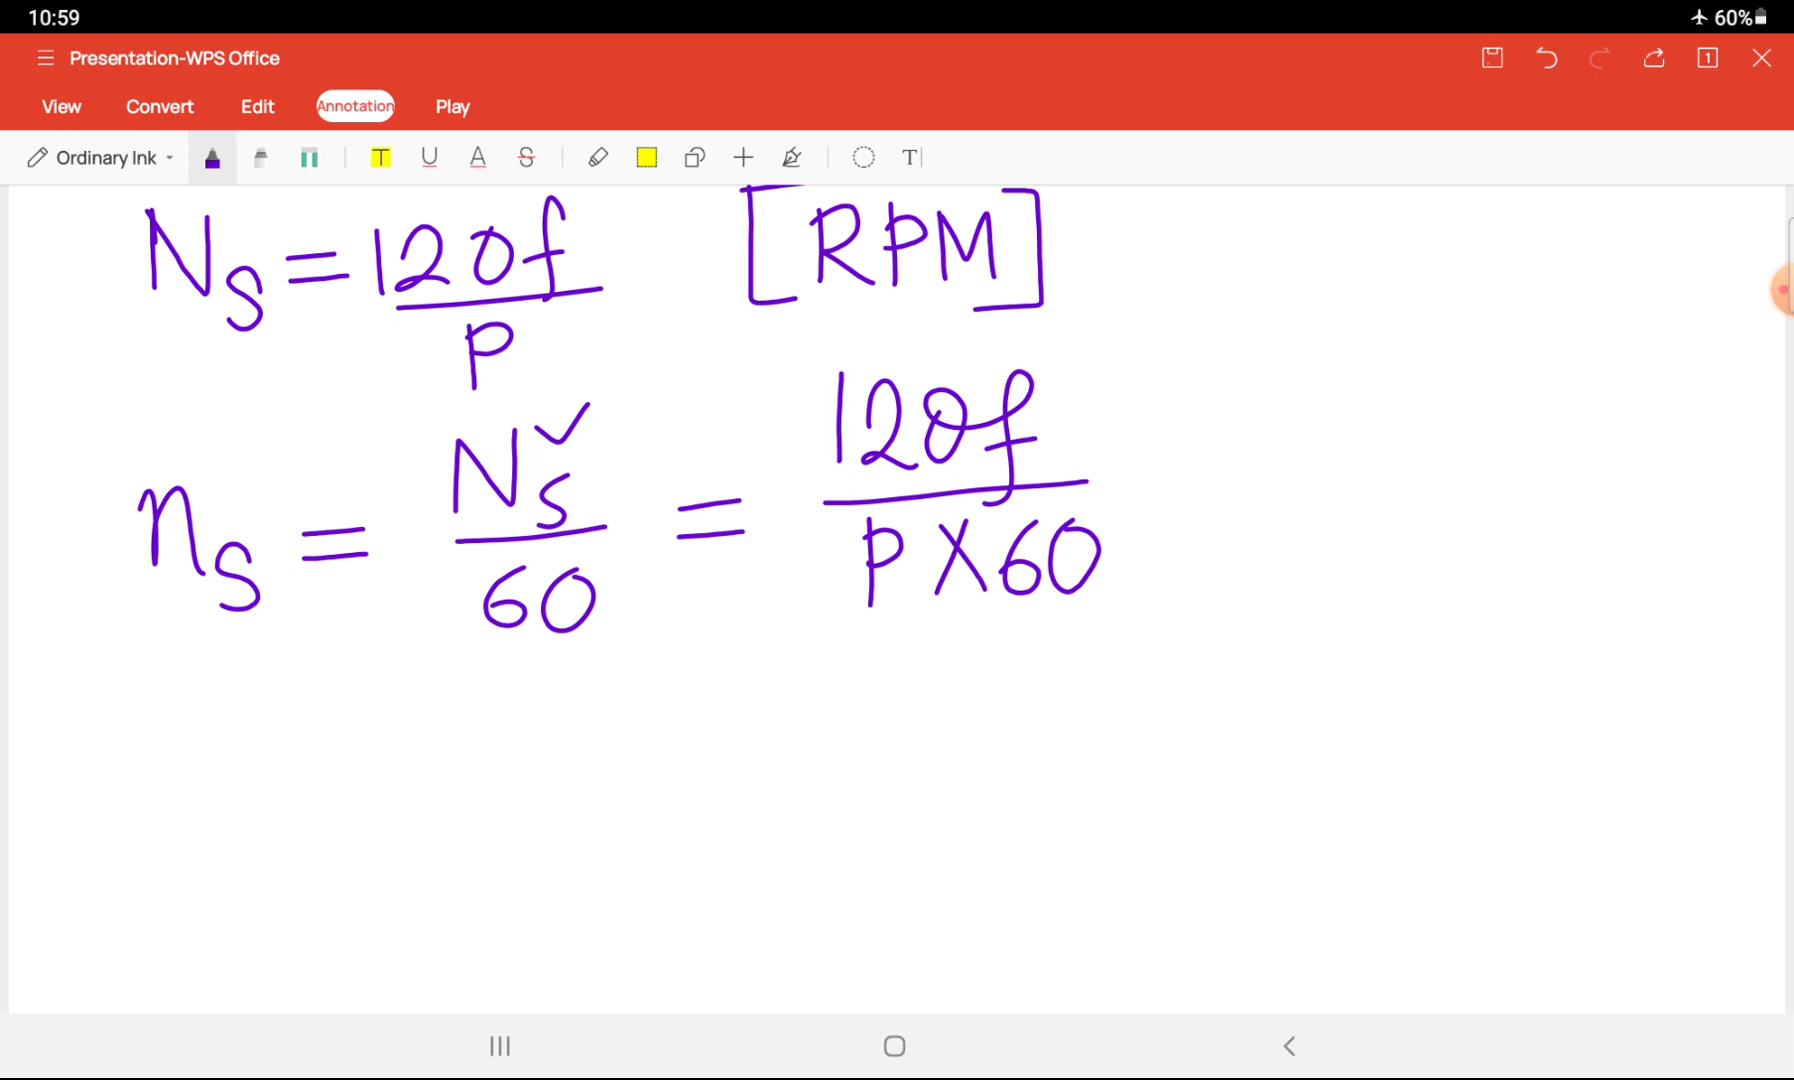 10:59 60%
Presentation-WPS Office 1
View Convert Edit Annotation Play
Ordinary Ink T U A S T
Ns = 120f / P [RPM]
ns = Ns / 60 = 120f / P X 60